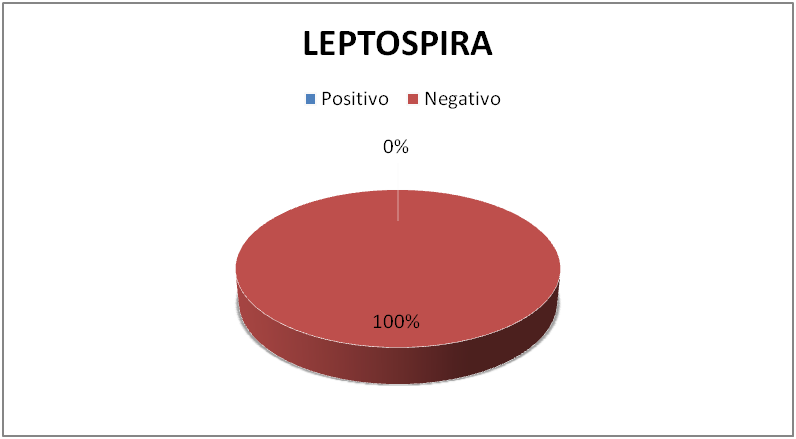 LEPTOSPIRA
Positivo Negativo
0%
100%